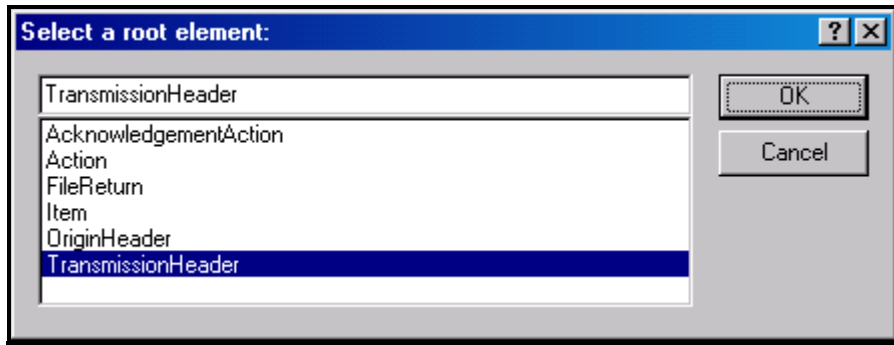 Select a root element:
TransmissionHeader
OK
AcknowledgementAction
Action
Cancel
FileReturn
Item
OriginHeader
TransmissionHeader